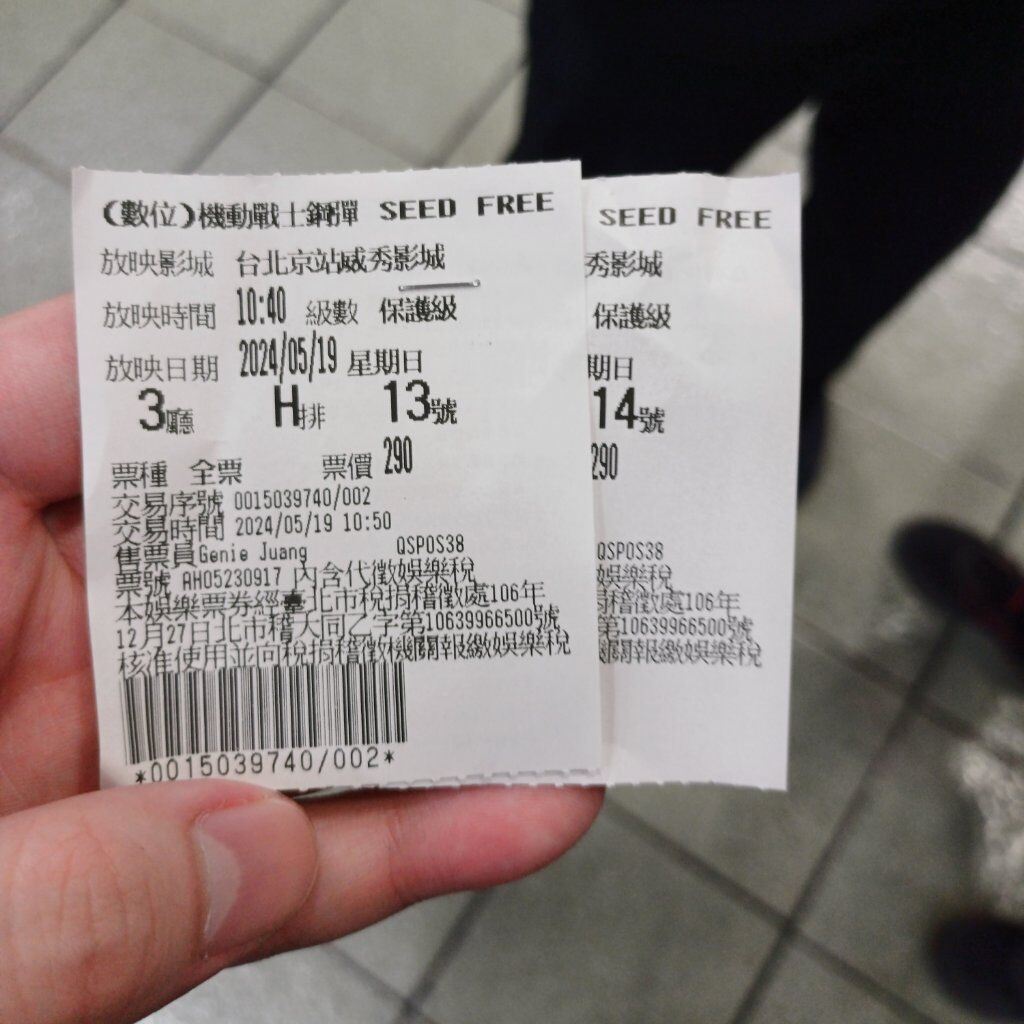 (數位)機動戰士鋼彈 SEED FREE
放映影城 台北京站威秀影城
放映時間 10:40 級數 保護級
放映日期 2024/05/19 星期日
3廳 H排 13號
票種 全票 票價 290
交易序號 0015039740/002
交易時間 2024/05/19 10:50
售票員Genie Juang QSPOS38
票號 AH05230917 內含代徵娛樂稅
本娛樂票券經臺北市稅捐稽徵處106年
12月27日北市稽大同乙字第10639966500號
核准使用並向稅捐稽徵機關報繳娛樂稅
*0015039740/002*
SEED FREE
秀影城
保護級
期日
14號
290
QSPOS38
娛樂稅
稽徵處106年
第10639966500號
關報繳娛樂稅